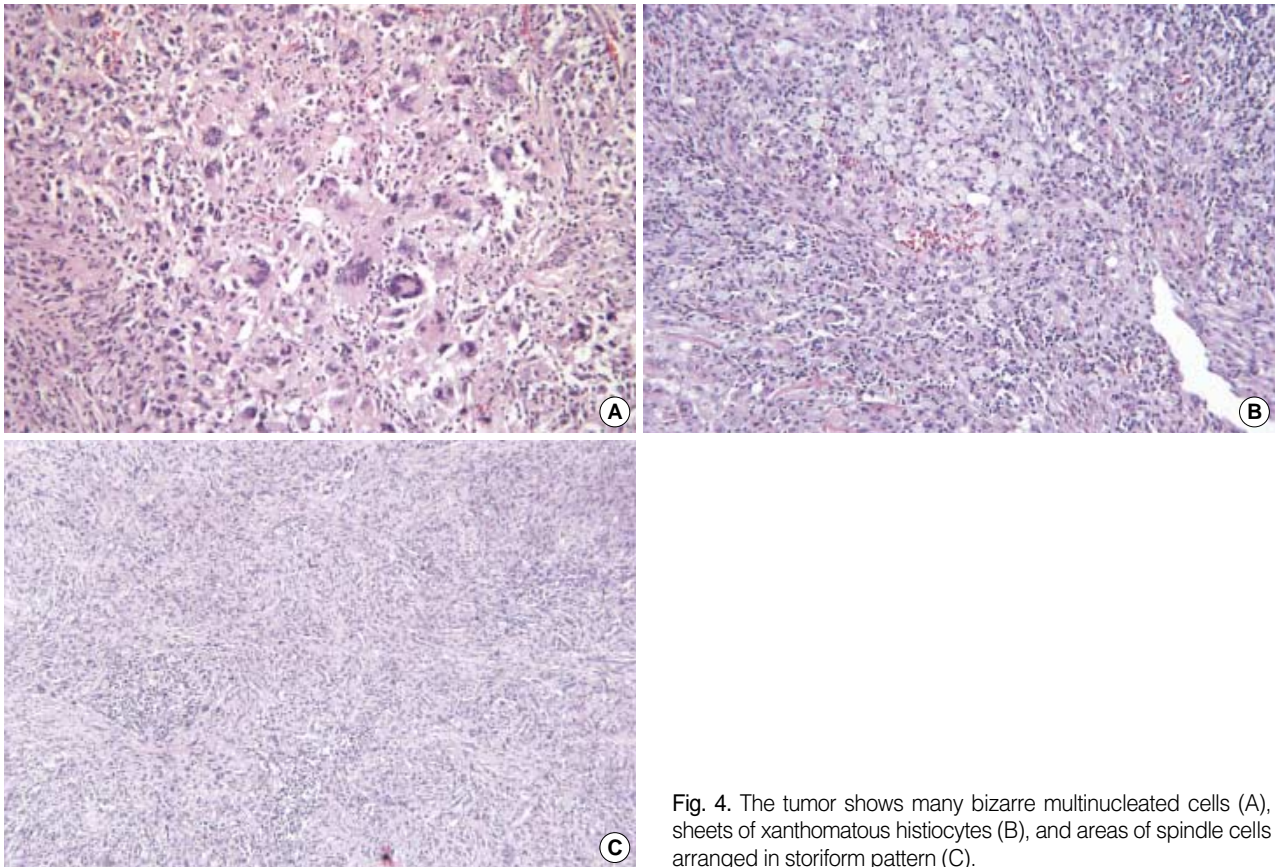 A
B
C
Fig. 4. The tumor shows many bizarre multinucleated cells (A),
sheets of xanthomatous histiocytes (B), and areas of spindle cells
arranged in storiform pattern (C).